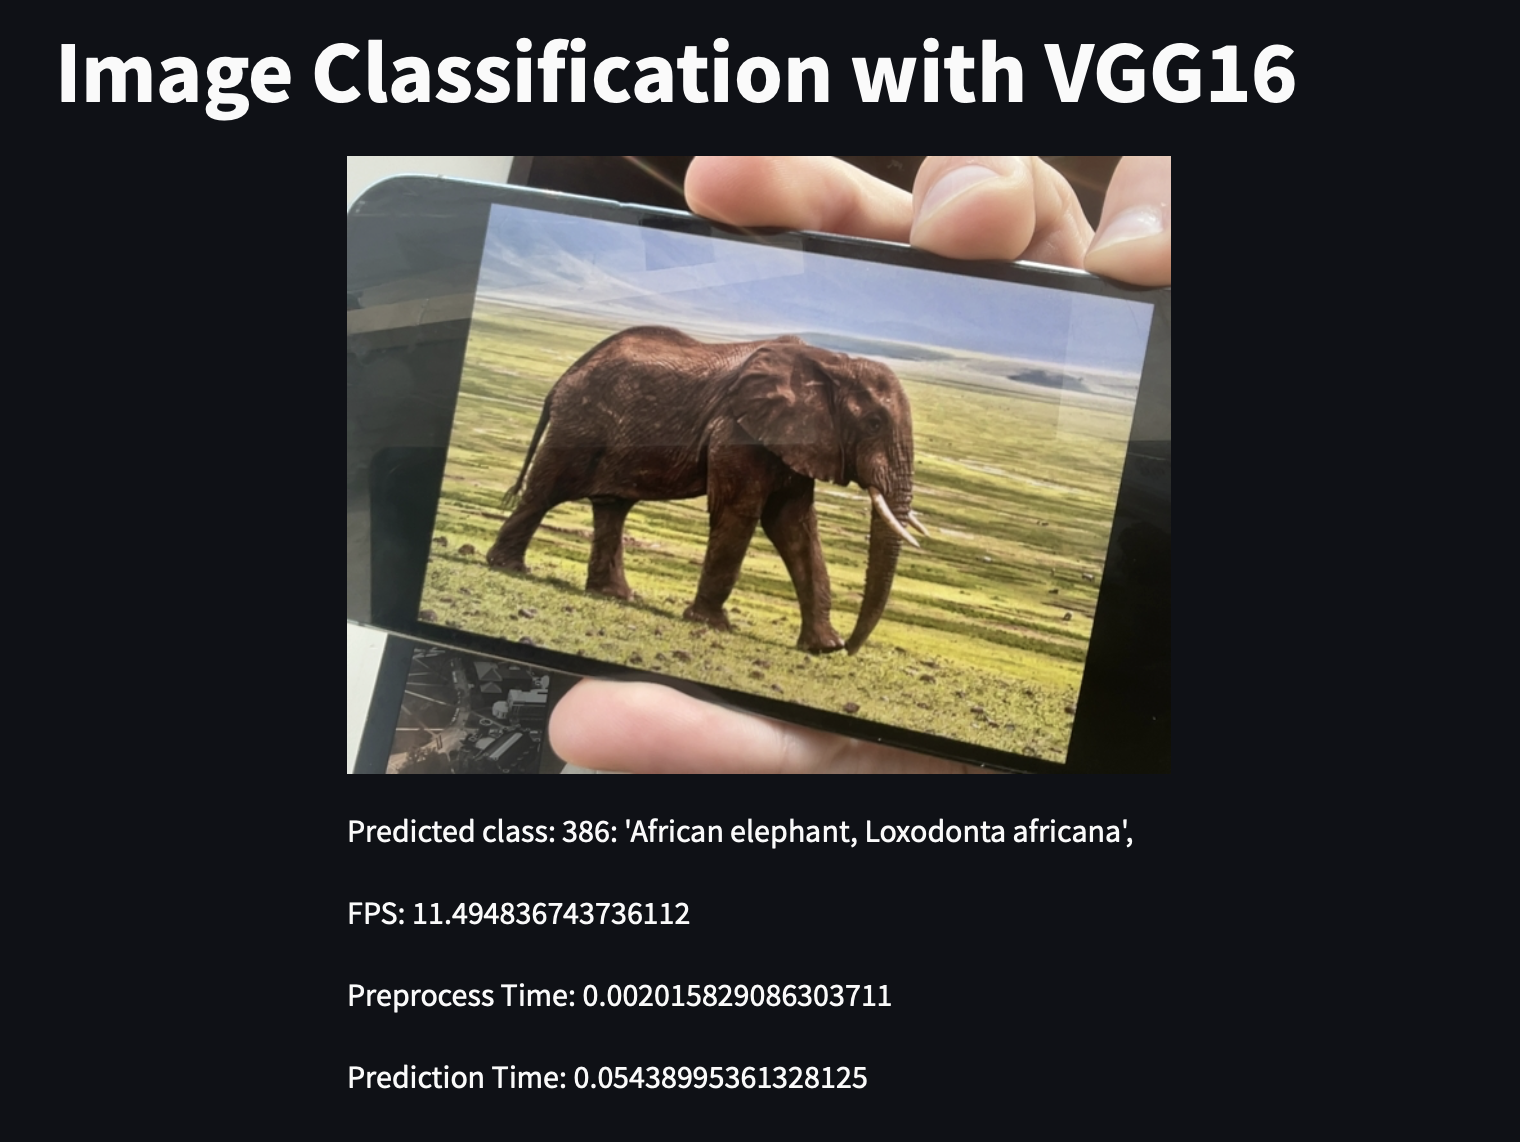 Image Classification with VGG16
Predicted class: 386: 'African elephant, Loxodonta africana',
FPS: 11.494836743736112
Preprocess Time: 0.002015829086303711
Prediction Time: 0.05438995361328125